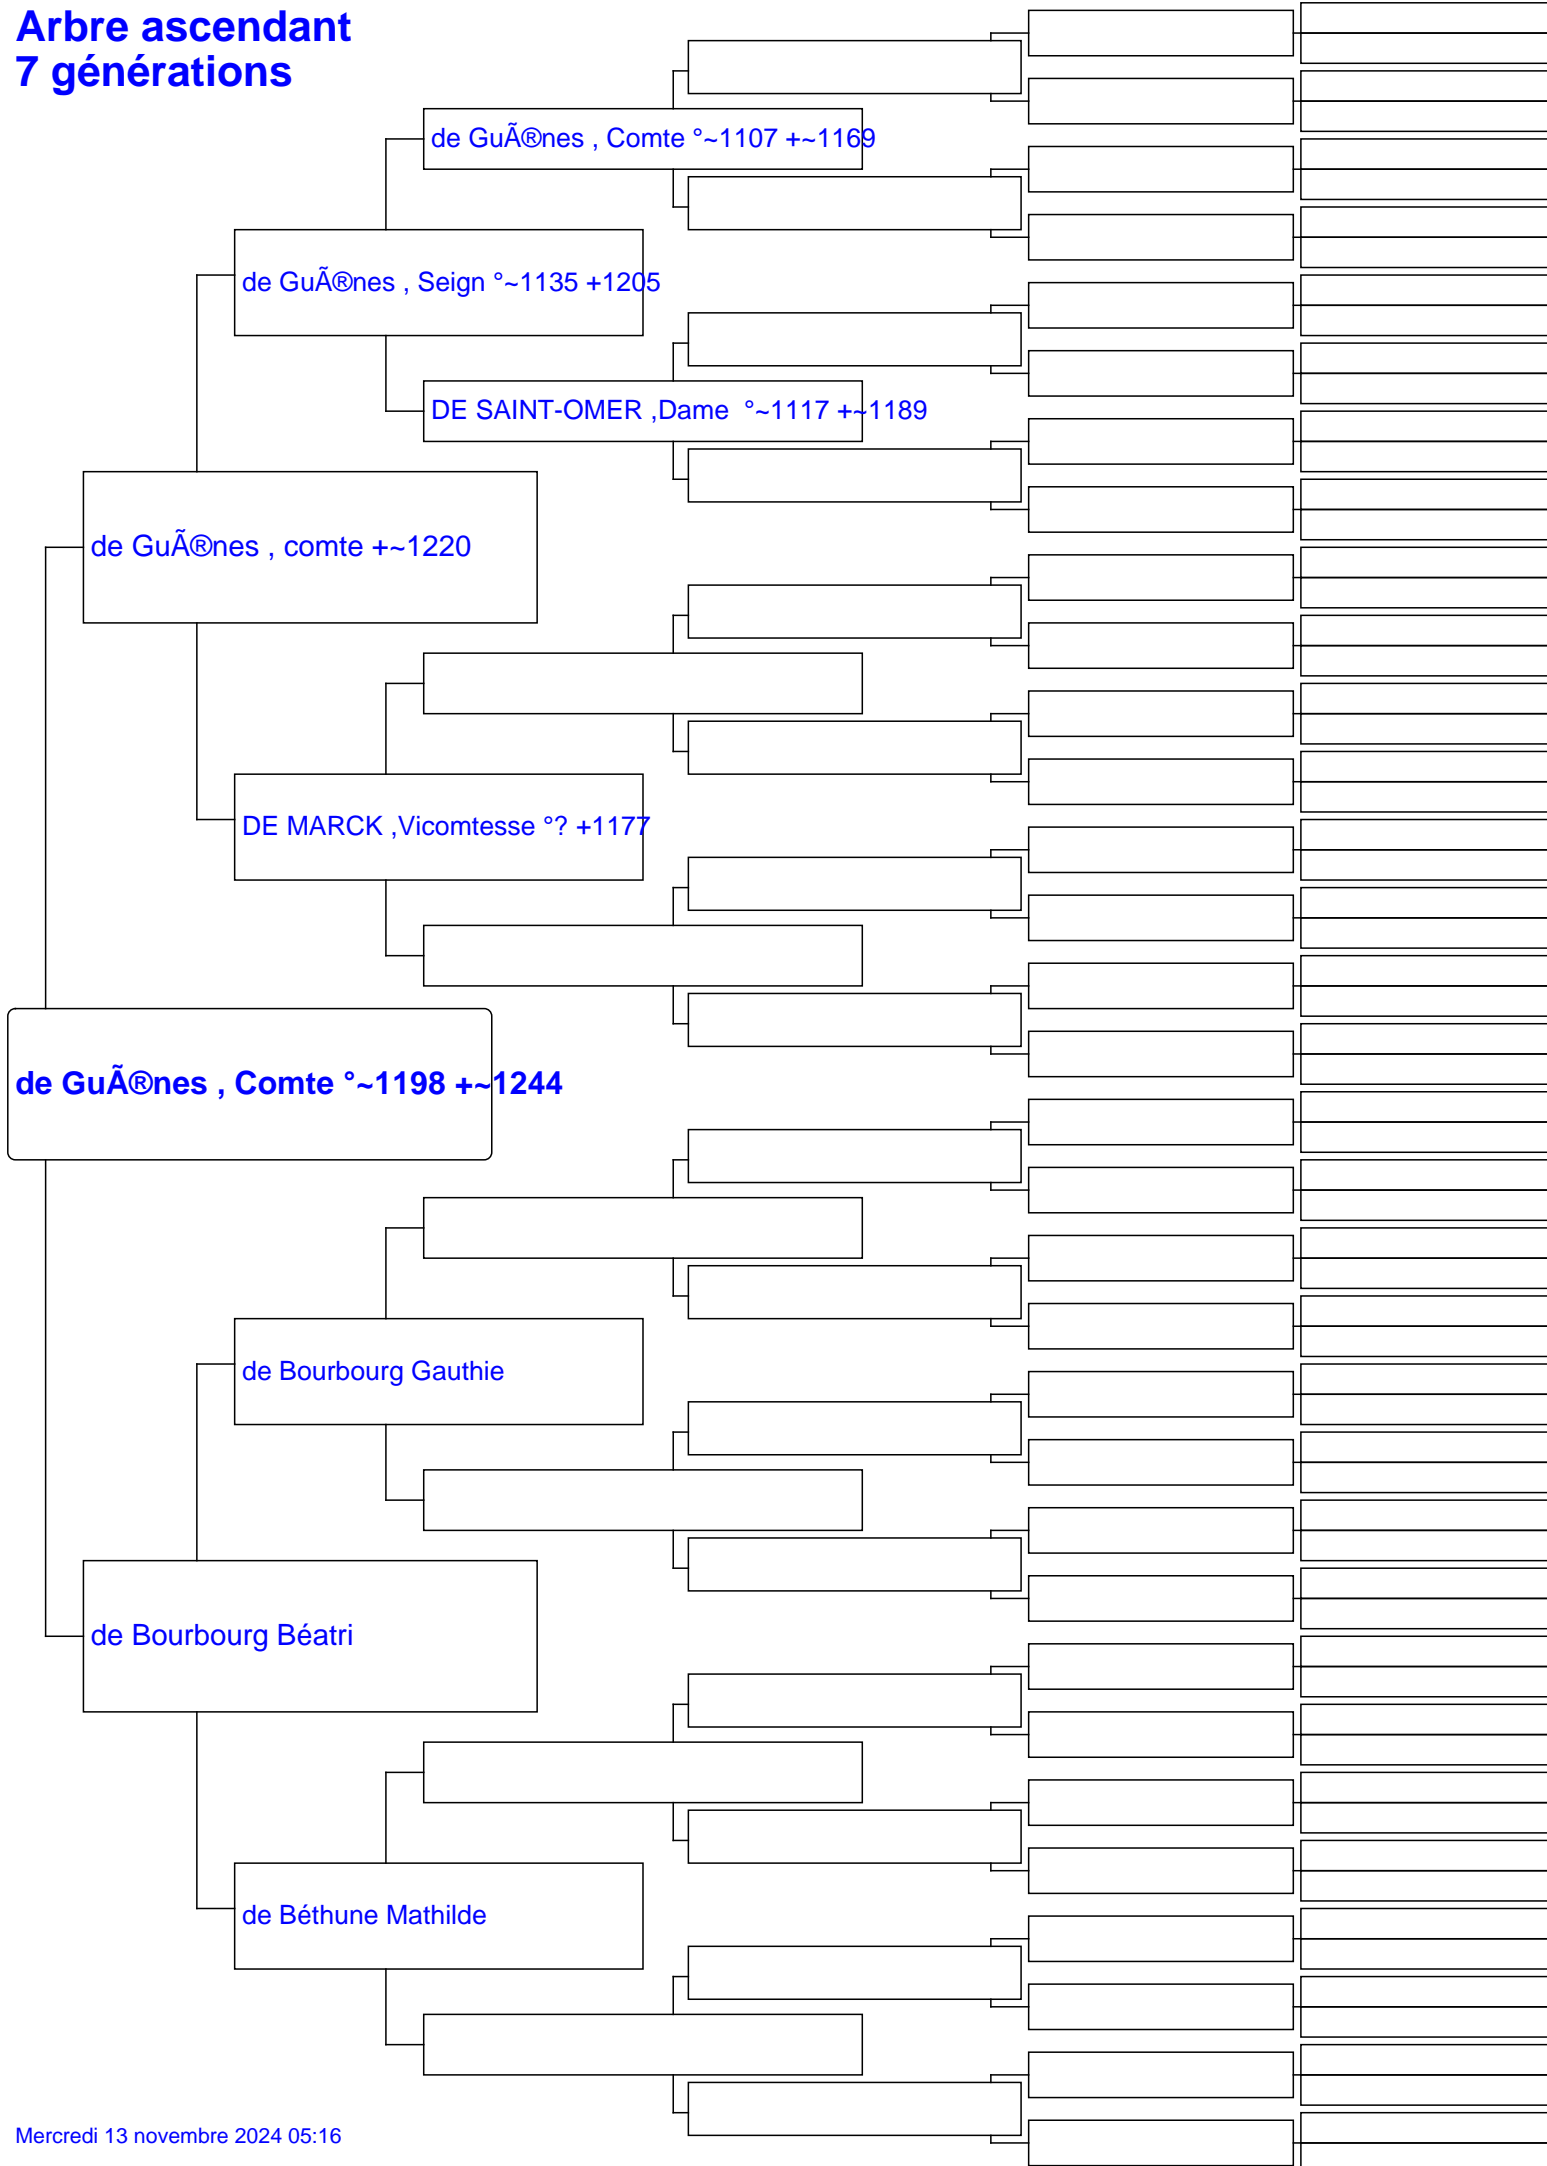 Arbre ascendant
7 générations
de GuÃ®nes , Comte °~1107 +~1169
de GuÃ®nes , Seign °~1135 +1205
DE SAINT-OMER ,Dame  °~1117 +~1189
de GuÃ®nes , comte +~1220
DE MARCK ,Vicomtesse °? +1177
de GuÃ®nes , Comte °~1198 +~1244
de Bourbourg Gauthie
de Bourbourg Béatri
de Béthune Mathilde
Mercredi 13 novembre 2024 05:16